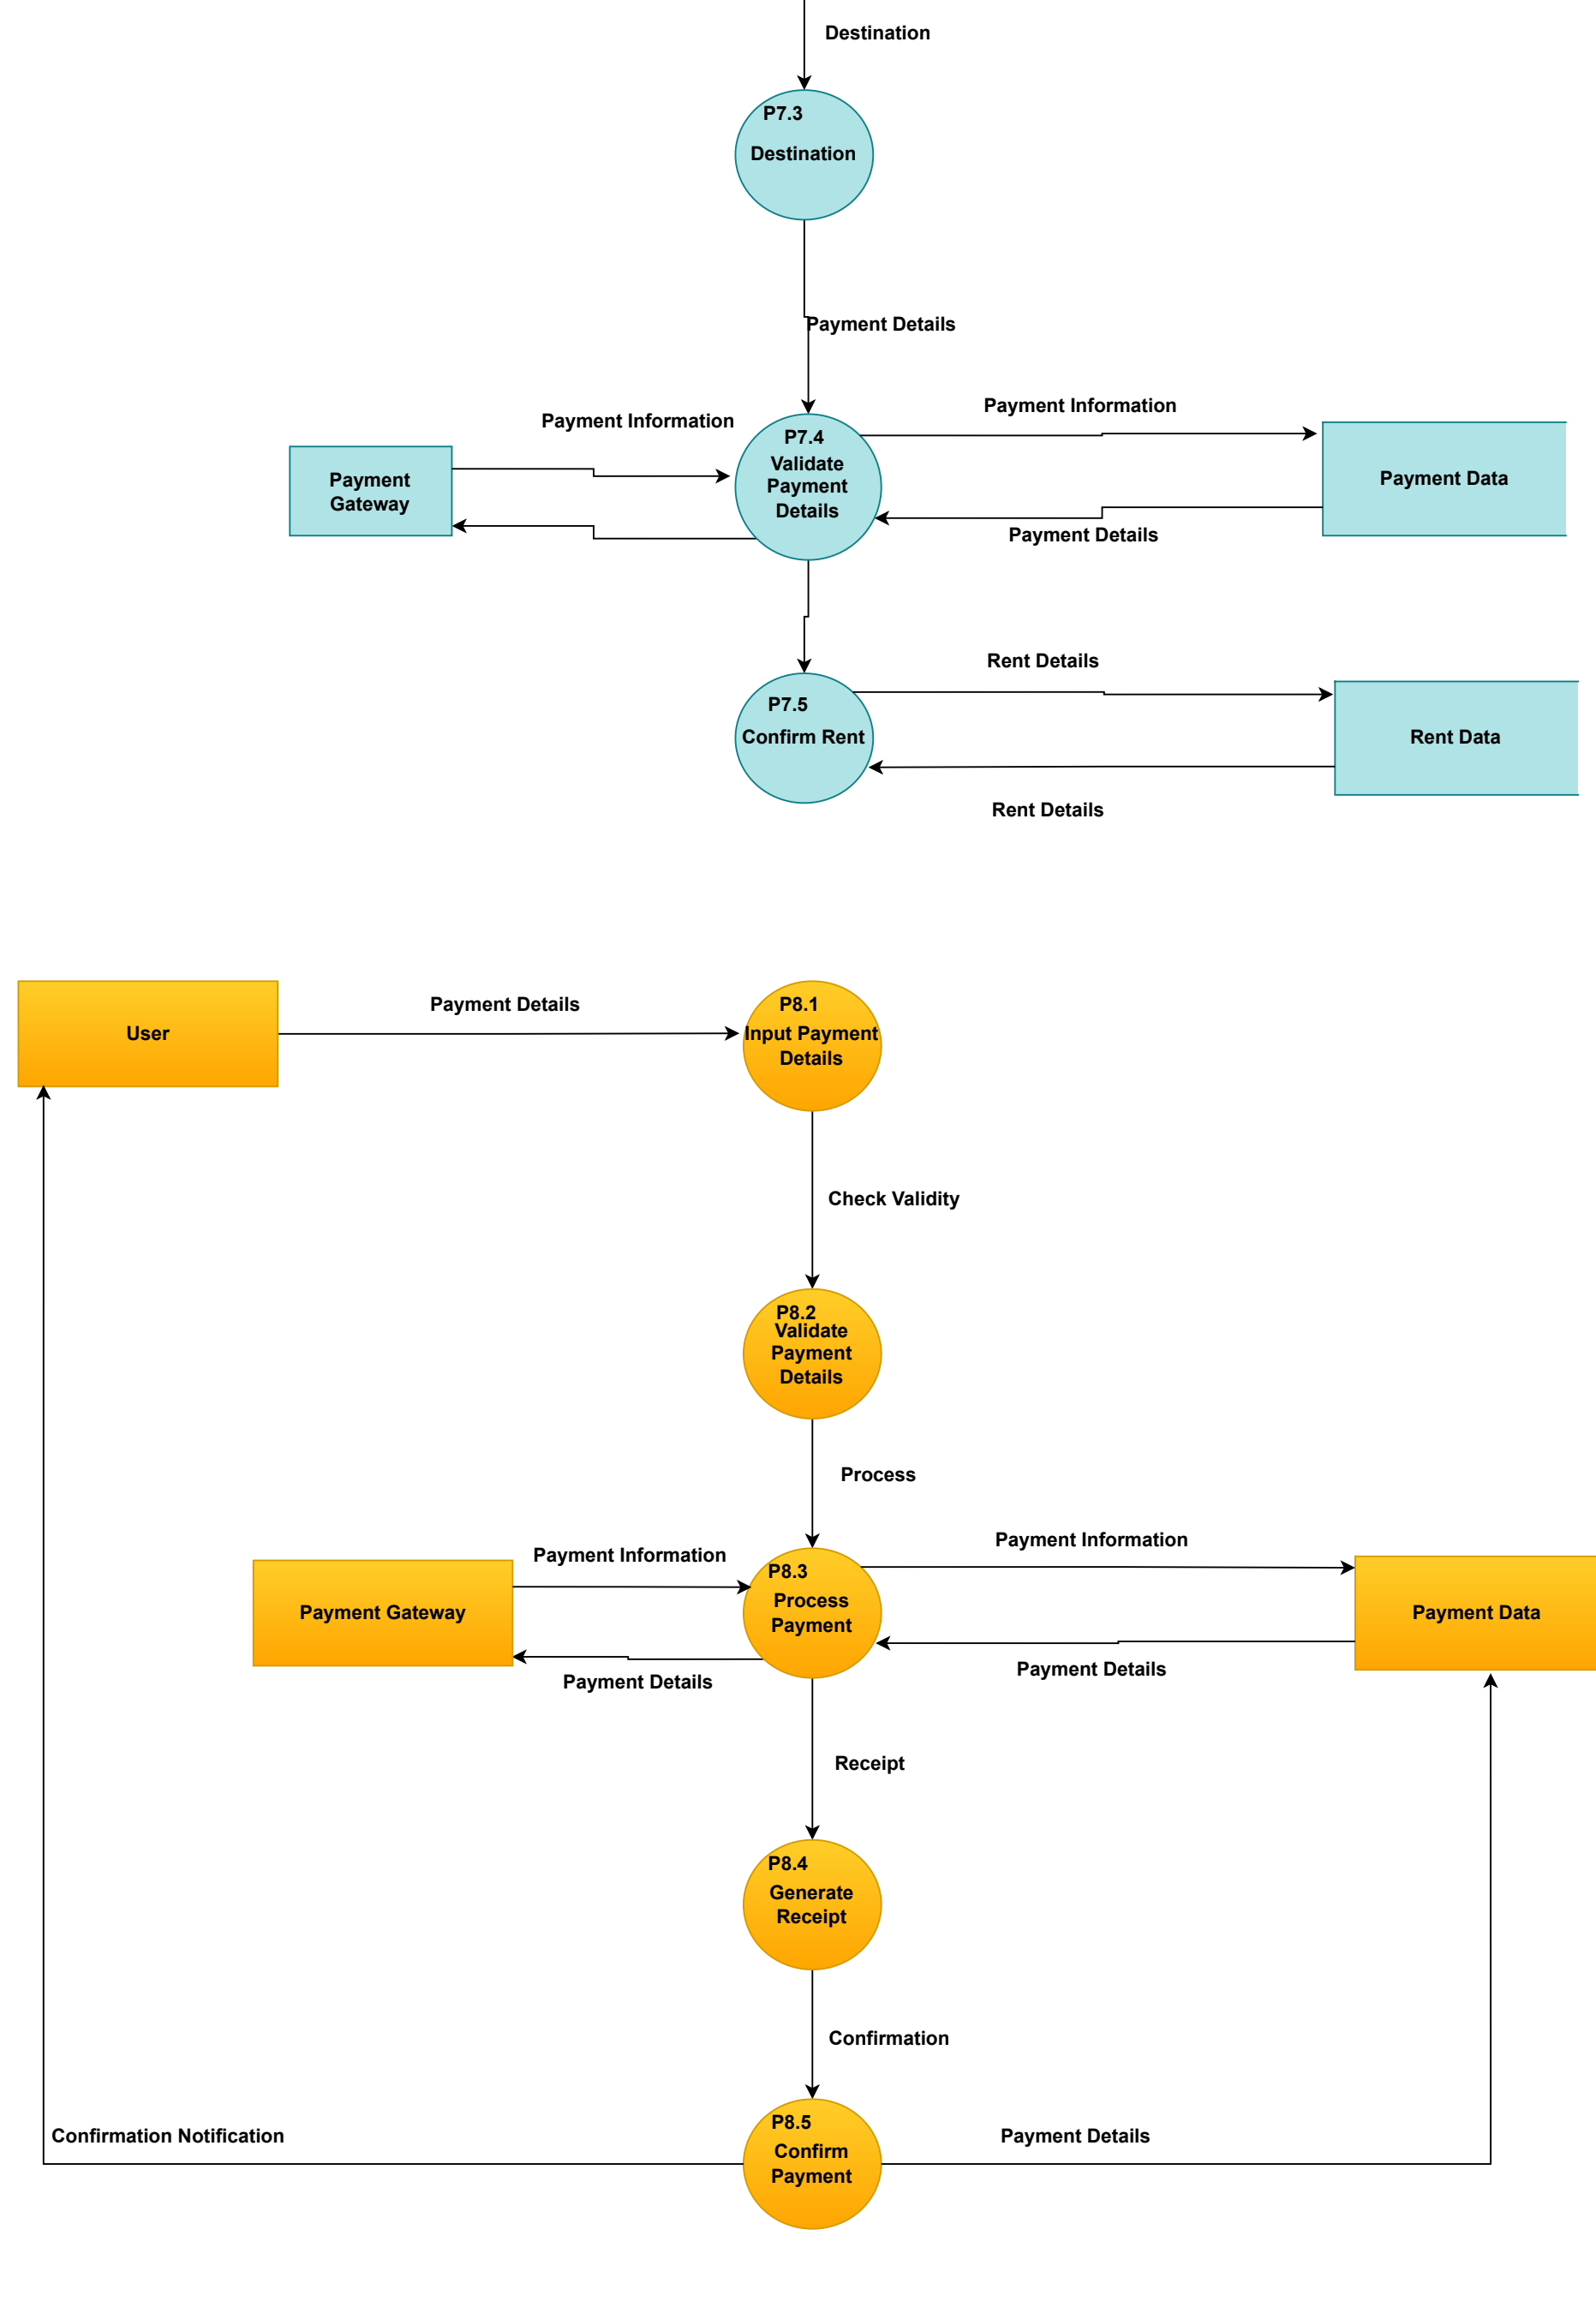 Destination
P7.3
Destination
Payment Details
Payment Information
Payment Information
Payment
Gateway
P7.4
Validate
Payment
Details
Payment Data
Payment Details
Rent Details
P7.5
Confirm Rent
Rent Data
Rent Details
User
Payment Details
P8.1
Input Payment
Details
Check Validity
P8.2
Validate
Payment
Details
Process
Payment Information
Payment Information
Payment Gateway
P8.3
Process
Payment
Payment Data
Payment Details
Payment Details
Receipt
P8.4
Generate
Receipt
Confirmation
Confirmation Notification
P8.5
Confirm
Payment
Payment Details